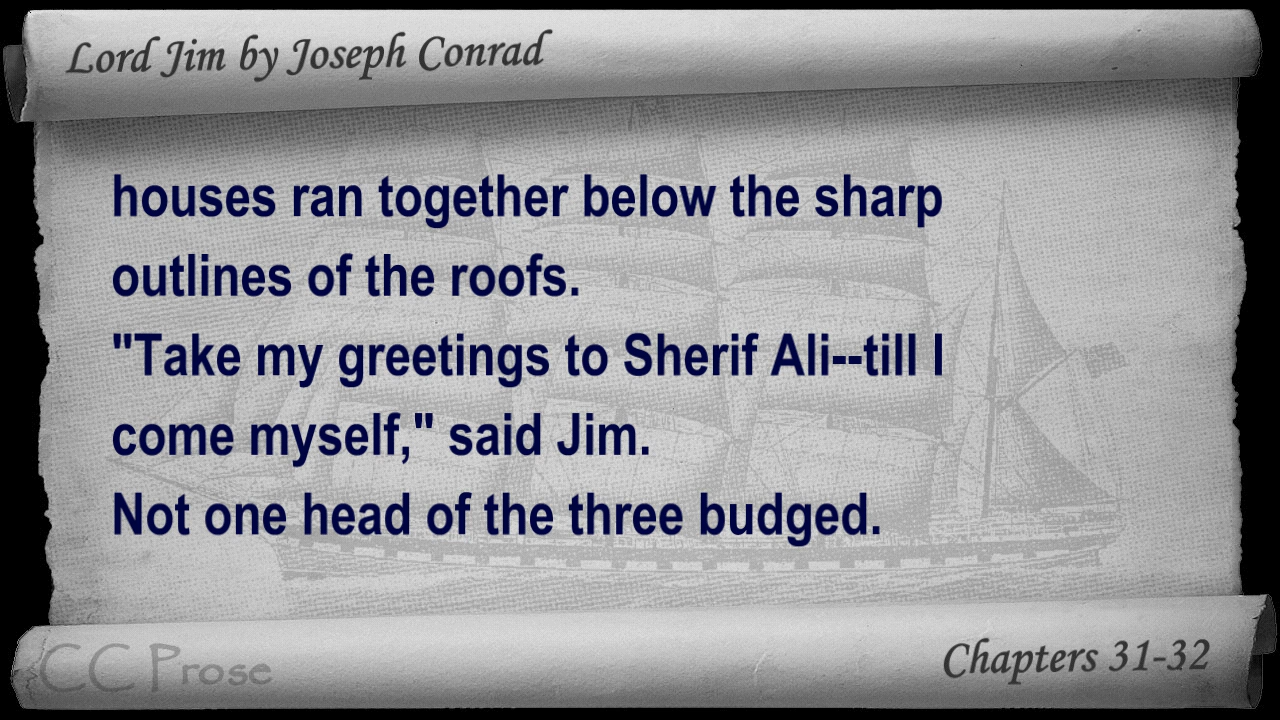 Lord Jim by Joseph Conrad
houses ran together below the sharp
outlines of the roofs.
"Take my greetings to Sherif Ali--till I
come myself," said Jim.
Not one head of the three budged.
CC Prose
Chapters 31-32